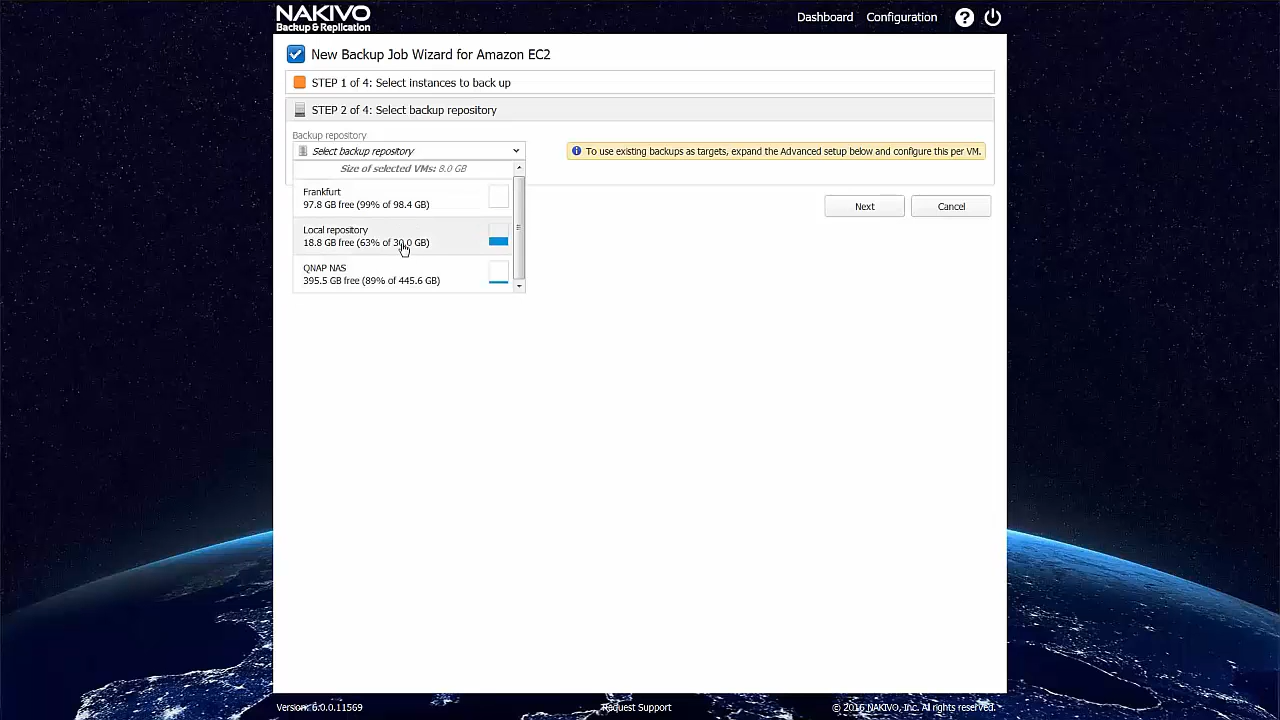 NAKIVO
Backup & Replication
Dashboard
Configuration
?
New Backup Job Wizard for Amazon EC2
STEP 1 of 4: Select instances to back up
STEP 2 of 4: Select backup repository
Backup repository
Select backup repository
To use existing backups as targets, expand the Advanced setup below and configure this per VM.
Size of selected VMs: 8.0 GB
Frankfurt
97.8 GB free (99% of 98.4 GB)
Local repository
18.8 GB free (63% of 30.0 GB)
QNAP NAS
395.5 GB free (89% of 445.6 GB)
Next
Cancel
Version: 6.0.0.11569
Request Support
© 2016 NAKIVO, Inc. All rights reserved.